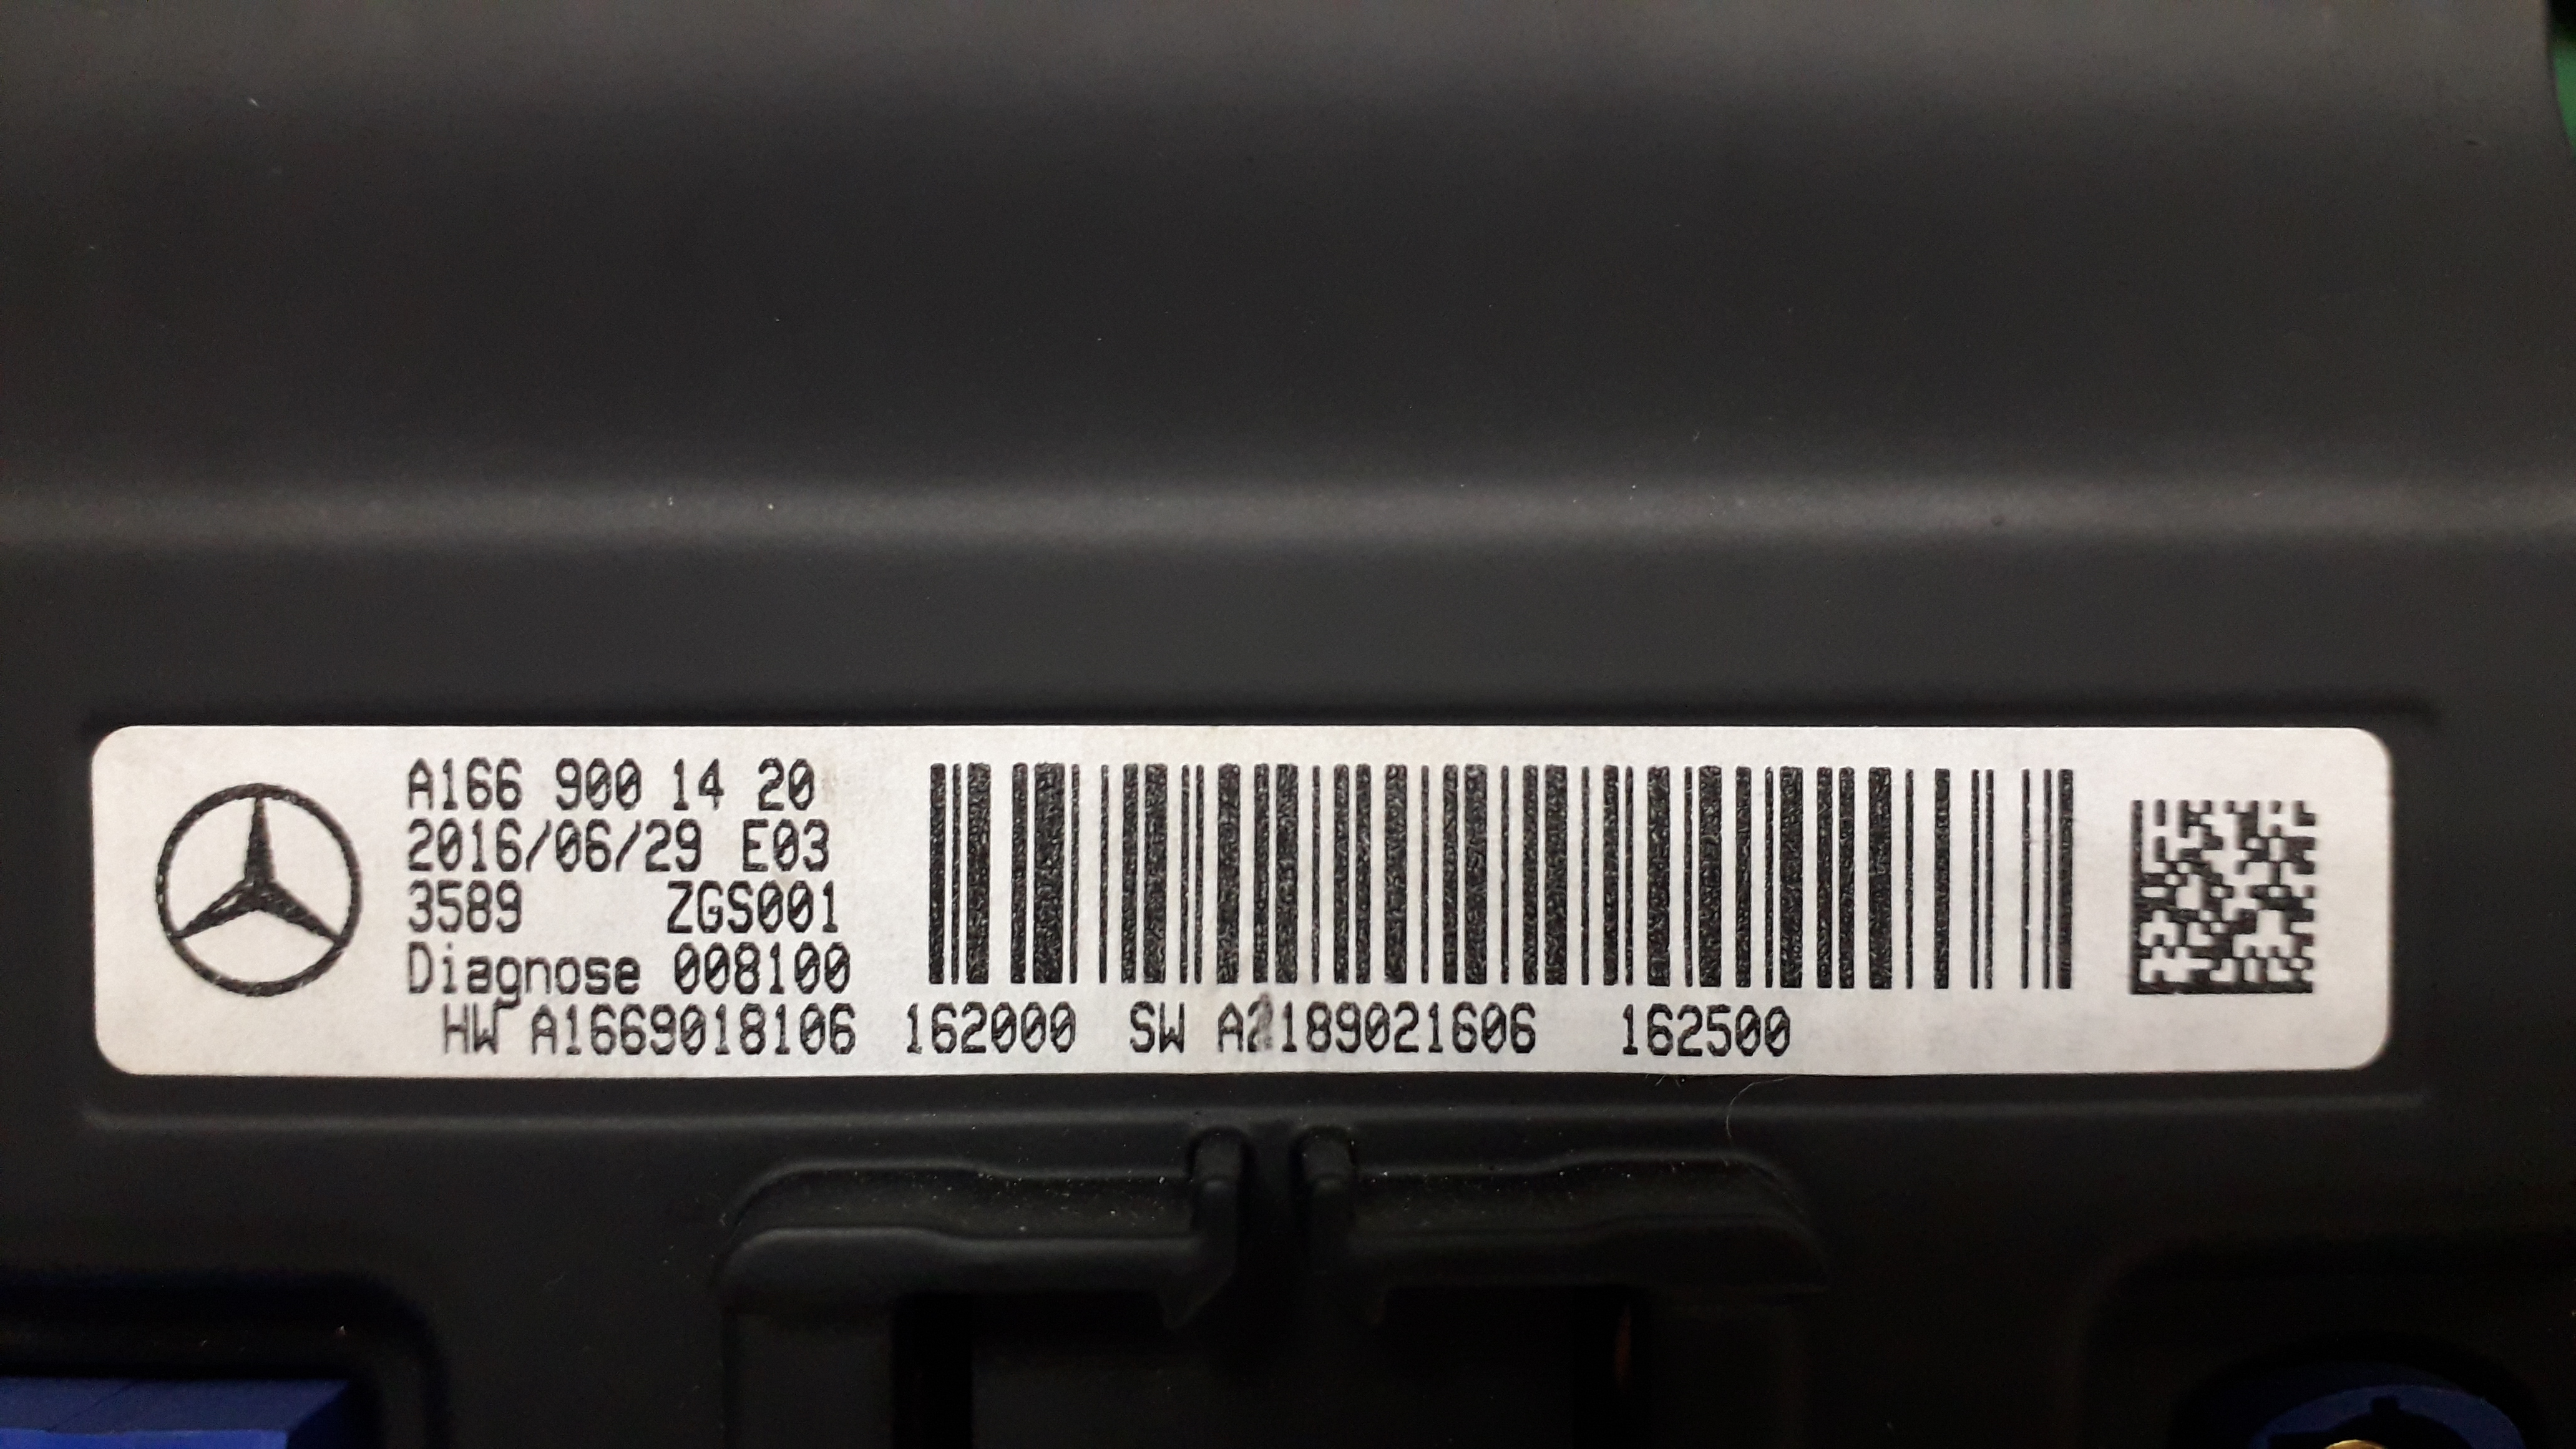 A166 900 14 20
2016/06/29 E03
3589 ZGS001
Diagnose 008100
HW A1669018106 162000 SW A2189021606 162500